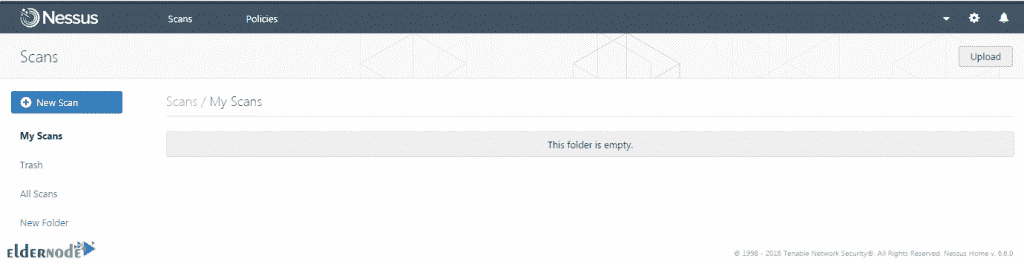 Nessus Scans Policies
Scans Upload
New Scan Scans / My Scans
My Scans This folder is empty.
Trash
All Scans
New Folder
elderNode
© 1998 - 2016 Tenable Network Security®. All Rights Reserved. Nessus Home v. 6.6.0